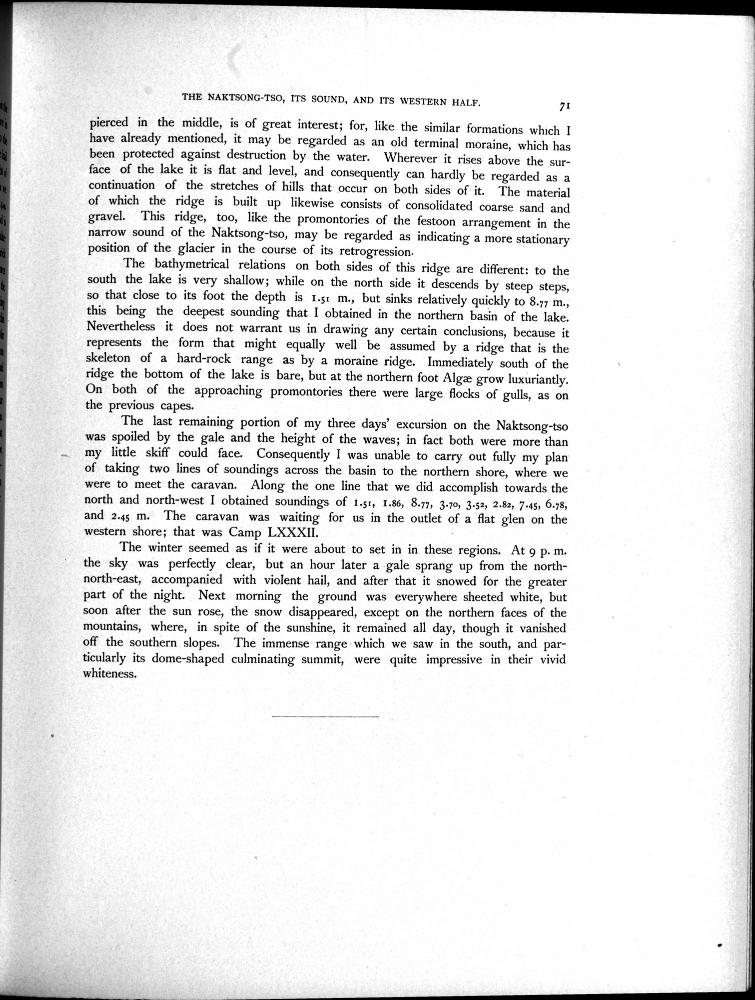 THE NAKTSONG-TSO, ITS SOUND, AND ITS WESTERN HALF. 71
pierced in the middle, is of great interest; for, like the similar formations which I
have already mentioned, it may be regarded as an old terminal moraine, which has
been protected against destruction by the water. Wherever it rises above the sur-
face of the lake it is flat and level, and consequently can hardly be regarded as a
continuation of the stretches of hills that occur on both sides of it. The material
of which the ridge is built up likewise consists of consolidated coarse sand and
gravel. This ridge, too, like the promontories of the festoon arrangement in the
narrow sound of the Naktsong-tso, may be regarded as indicating a more stationary
position of the glacier in the course of its retrogression.
The bathymetrical relations on both sides of this ridge are different: to the
south the lake is very shallow; while on the north side it descends by steep steps,
so that close to its foot the depth is 1.51 m., but sinks relatively quickly to 8.77 m.,
this being the deepest sounding that I obtained in the northern basin of the lake.
Nevertheless it does not warrant us in drawing any certain conclusions, because it
represents the form that might equally well be assumed by a ridge that is the
skeleton of a hard-rock range as by a moraine ridge. Immediately south of the
ridge the bottom of the lake is bare, but at the northern foot Algæ grow luxuriantly.
On both of the approaching promontories there were large flocks of gulls, as on
the previous capes.
The last remaining portion of my three days' excursion on the Naktsong-tso
was spoiled by the gale and the height of the waves; in fact both were more than
my little skiff could face. Consequently I was unable to carry out fully my plan
of taking two lines of soundings across the basin to the northern shore, where we
were to meet the caravan. Along the one line that we did accomplish towards the
north and north-west I obtained soundings of 1.51, 1.86, 8.77, 3.70, 3.52, 2.82, 7.45, 6.78,
and 2.45 m. The caravan was waiting for us in the outlet of a flat glen on the
western shore; that was Camp LXXXII.
The winter seemed as if it were about to set in in these regions. At 9 p. m.
the sky was perfectly clear, but an hour later a gale sprang up from the north-
north-east, accompanied with violent hail, and after that it snowed for the greater
part of the night. Next morning the ground was everywhere sheeted white, but
soon after the sun rose, the snow disappeared, except on the northern faces of the
mountains, where, in spite of the sunshine, it remained all day, though it vanished
off the southern slopes. The immense range which we saw in the south, and par-
ticularly its dome-shaped culminating summit, were quite impressive in their vivid
whiteness.